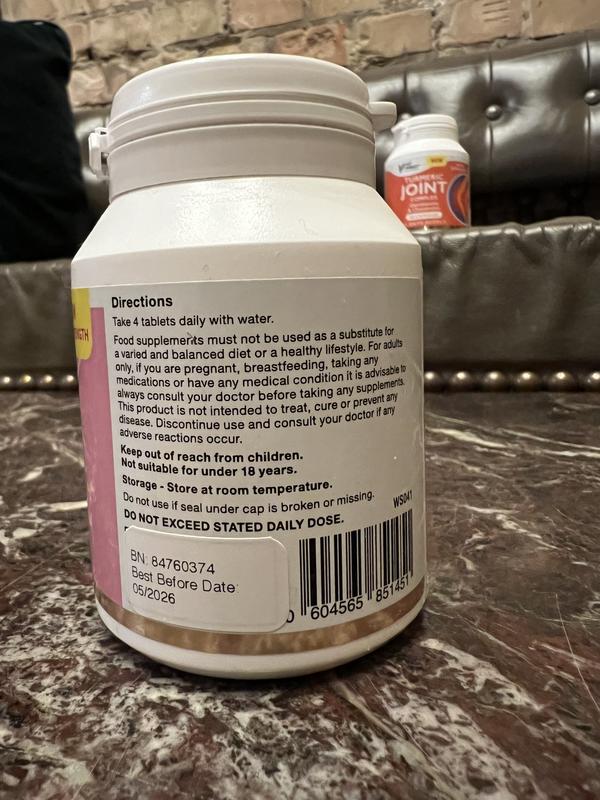 Directions
Take 4 tablets daily with water.
Food supplements must not be used as a substitute for
a varied and balanced diet or a healthy lifestyle. For adults
only, if you are pregnant, breastfeeding, taking any
medications or have any medical condition it is advisable to
always consult your doctor before taking any supplements.
This product is not intended to treat, cure or prevent any
disease. Discontinue use and consult your doctor if any
adverse reactions occur.
Keep out of reach from children.
Not suitable for under 18 years.
Storage - Store at room temperature.
Do not use if seal under cap is broken or missing.
WS041
DO NOT EXCEED STATED DAILY DOSE.
BN: 84760374
Best Before Date:
05/2026
0 604565 851451
NEW
TURMERIC
JOINT
COMPLEX